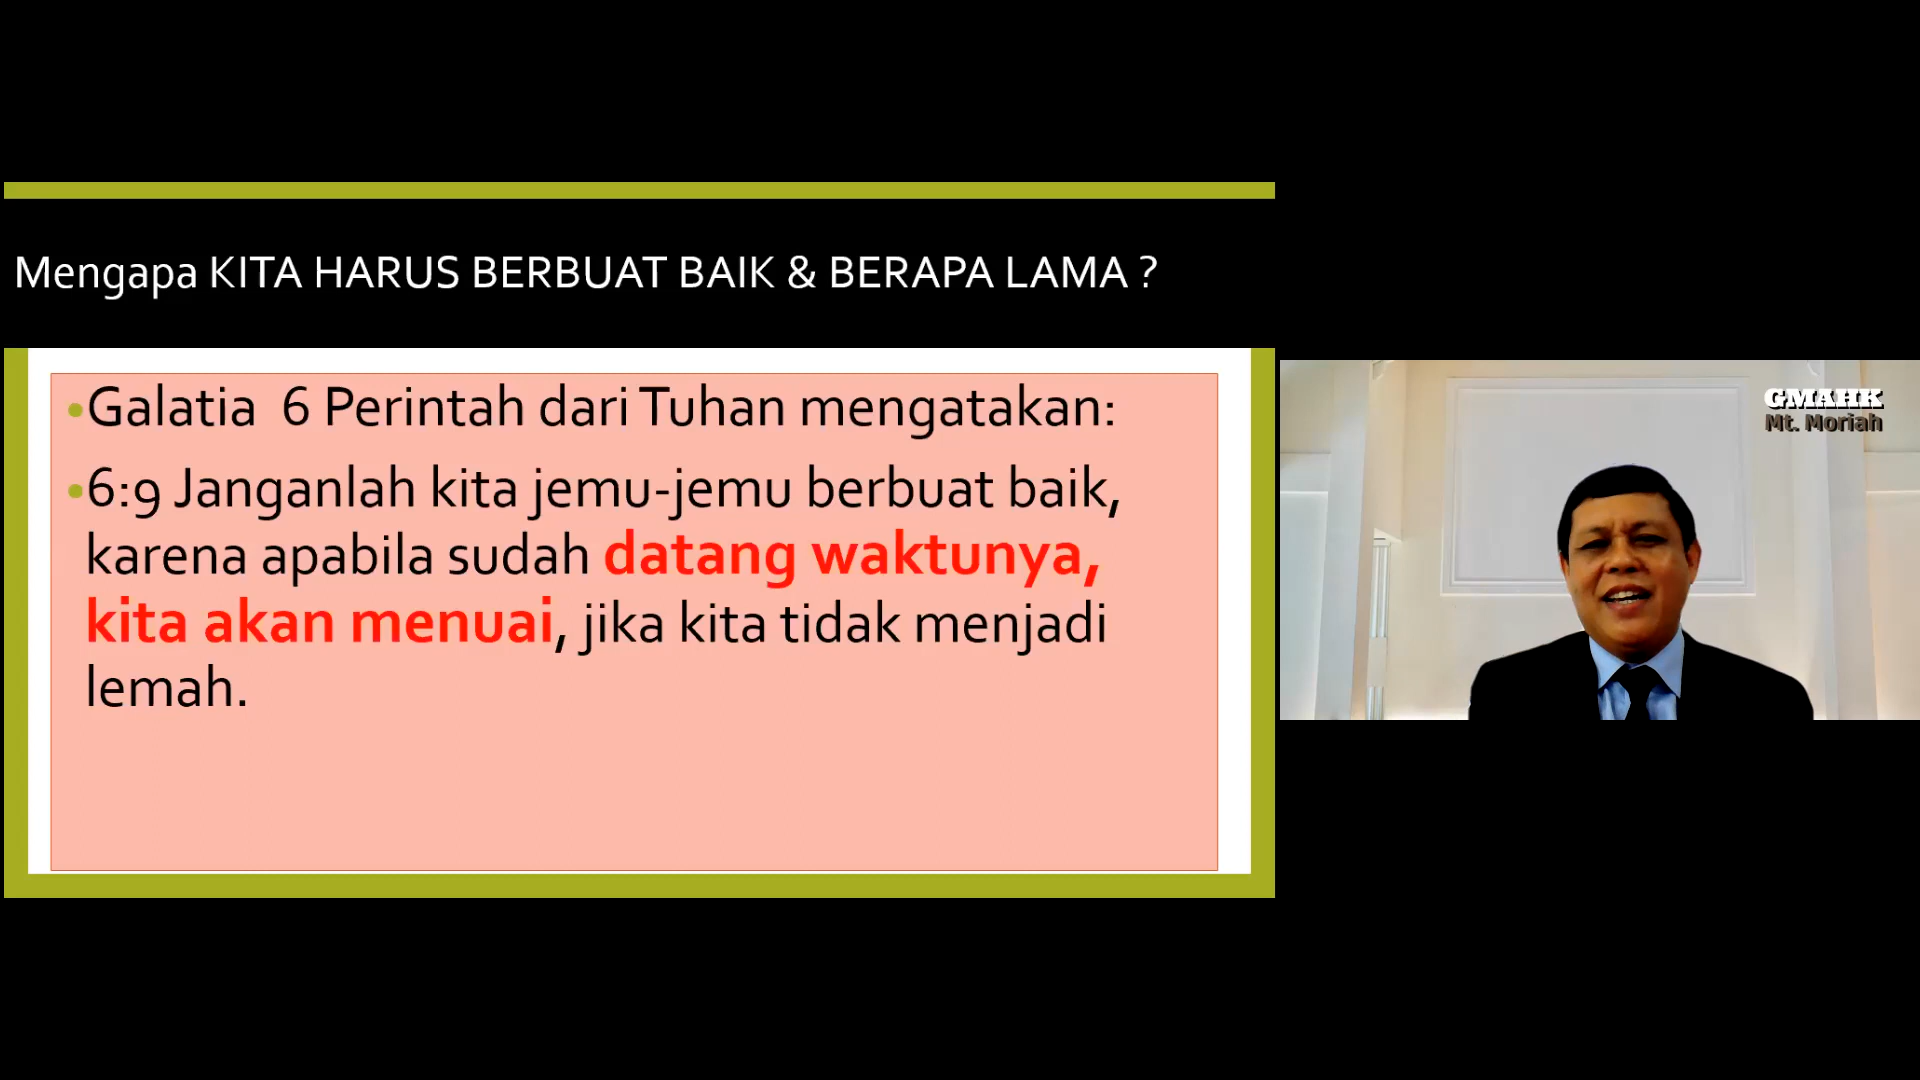 Mengapa KITA HARUS BERBUAT BAIK & BERAPA LAMA ?
•Galatia 6 Perintah dari Tuhan mengatakan:
•6:9 Janganlah kita jemu-jemu berbuat baik,
karena apabila sudah datang waktunya,
kita akan menuai, jika kita tidak menjadi
lemah.
GMAHK
Mt. Moriah